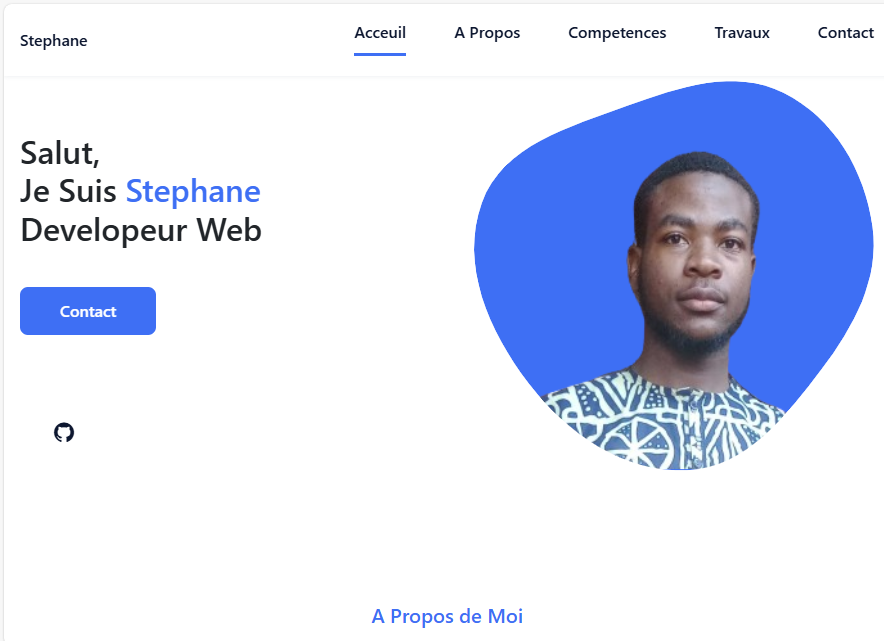 Stephane
Acceuil
A Propos
Competences
Travaux
Contact
Salut,
Je Suis Stephane
Developeur Web
Contact
A Propos de Moi